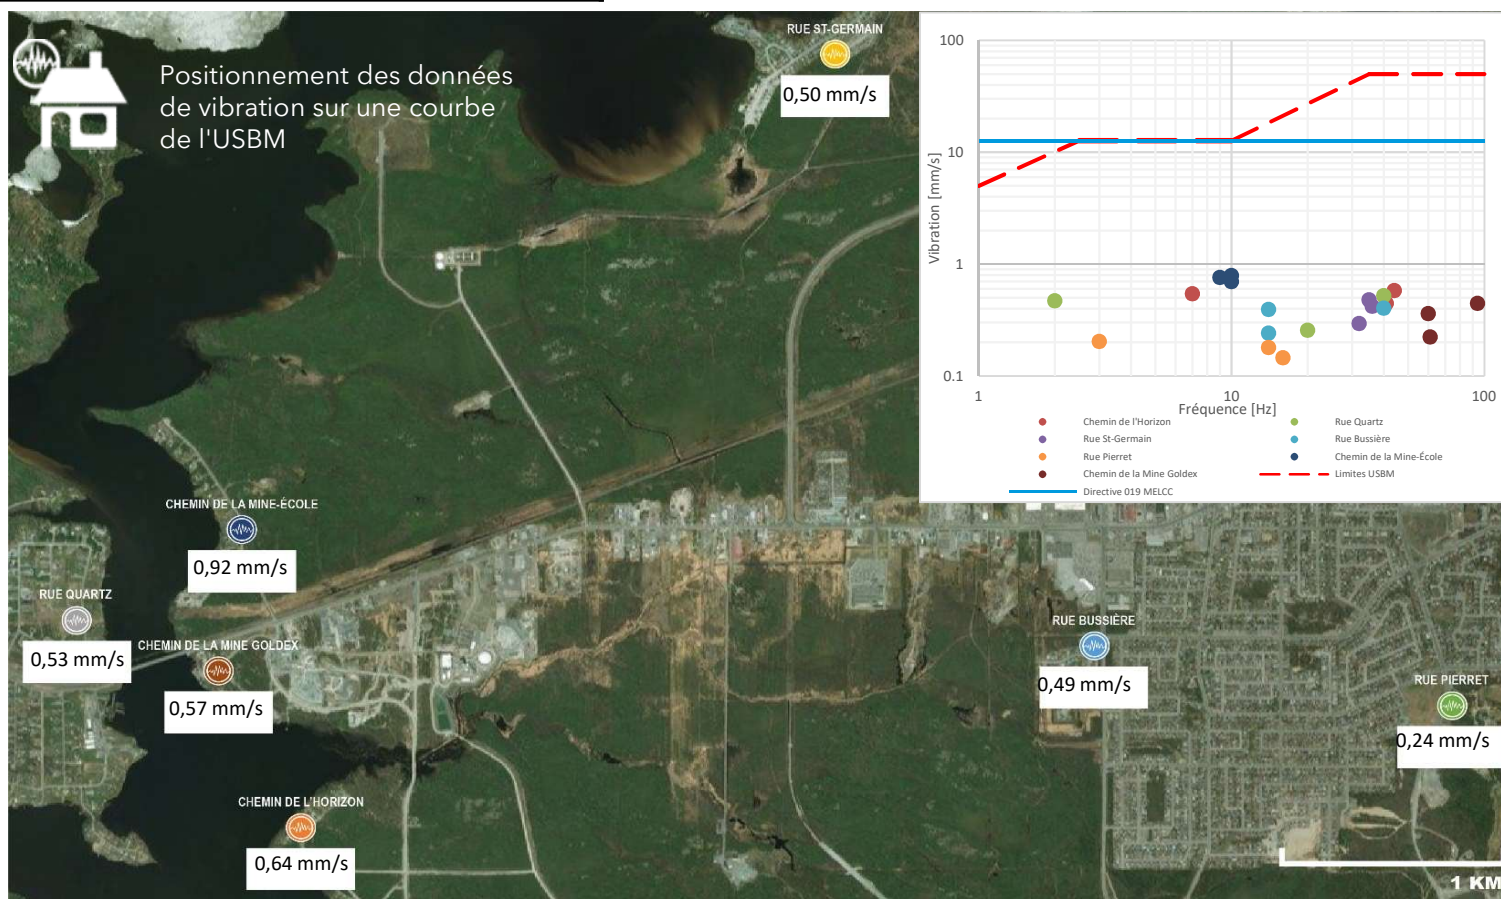 Positionnement des données
de vibration sur une courbe
de l'USBM
RUE ST-GERMAIN
0,50 mm/s
100
10
1
0.1
Vibration [mm/s]
1
10
100
Fréquence [Hz]
Chemin de l'Horizon
Rue Quartz
Rue St-Germain
Rue Bussière
Rue Pierret
Chemin de la Mine-École
Chemin de la Mine Goldex
Limites USBM
Directive 019 MELCC
CHEMIN DE LA MINE-ÉCOLE
0,92 mm/s
RUE QUARTZ
0,53 mm/s
CHEMIN DE LA MINE GOLDEX
0,57 mm/s
RUE BUSSIÈRE
0,49 mm/s
RUE PIERRET
0,24 mm/s
CHEMIN DE L'HORIZON
0,64 mm/s
1 KM